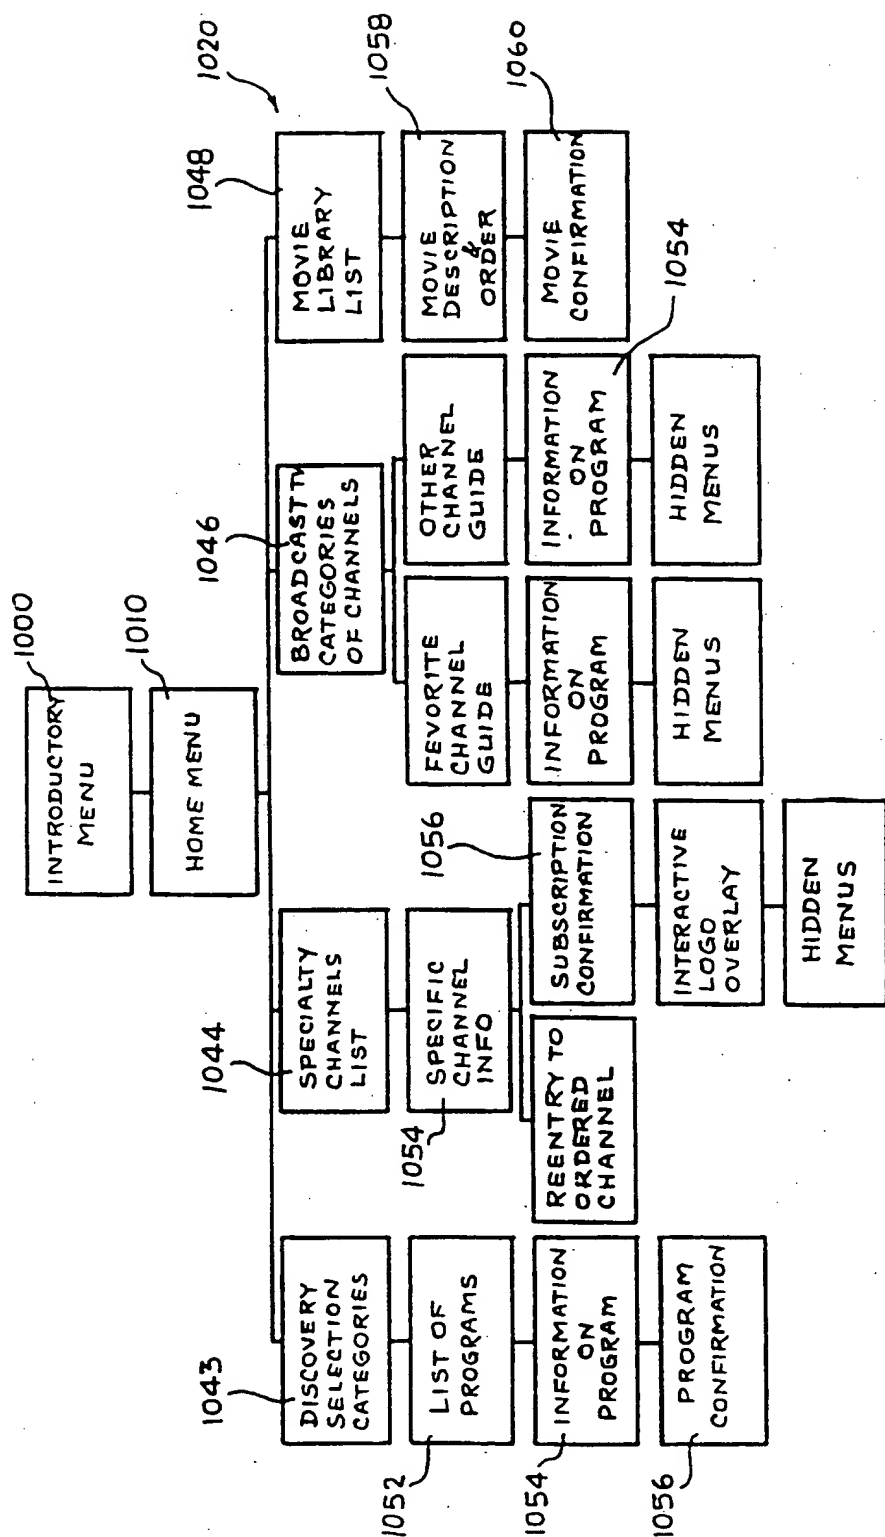 1000
INTRODUCTORY
MENU
1010
HOME MENU
1020
1043
DISCOVERY
SELECTION
CATEGORIES
1052
LIST OF
PROGRAMS
1054
INFORMATION
ON
PROGRAM
1056
PROGRAM
CONFIRMATION
1044
SPECIALTY
CHANNELS
LIST
1054
SPECIFIC
CHANNEL
INFO
REENTRY TO
ORDERED
CHANNEL
1056
SUBSCRIPTION
CONFIRMATION
INTERACTIVE
LOGO
OVERLAY
HIDDEN
MENUS
1046
BROADCAST TV
CATEGORIES
OF CHANNELS
FEVORITE
CHANNEL
GUIDE
INFORMATION
ON
PROGRAM
HIDDEN
MENUS
OTHER
CHANNEL
GUIDE
INFORMATION
ON
PROGRAM
1054
HIDDEN
MENUS
1048
MOVIE
LIBRARY
LIST
1058
MOVIE
DESCRIPTION
&
ORDER
1060
MOVIE
CONFIRMATION